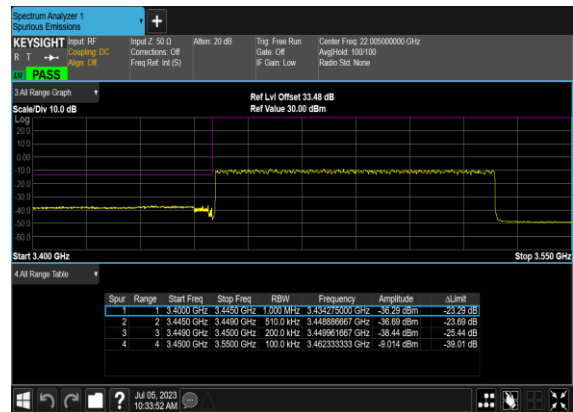 Spectrum Analyzer 1
Spurious Emissions
KEYSIGHT Input: RF
R T Coupling: DC
Align: Off
Input Z: 50 Ω
Corrections: Off
Freq Ref: Int (S)
Atten: 20 dB
Trig: Free Run
Gate: Off
IF Gain: Low
Center Freq: 22.005000000 GHz
Avg|Hold: 100/100
Radio Std: None
PASS
3 All Range Graph
Scale/Div 10.0 dB
Ref Lvl Offset 33.48 dB
Ref Value 30.00 dBm
Log
20.0
10.0
0.00
-10.0
-20.0
-30.0
-40.0
-50.0
-60.0
Start 3.400 GHz
Stop 3.550 GHz
4 All Range Table
Spur Range Start Freq Stop Freq RBW Frequency Amplitude ΔLimit
1 1 3.4000 GHz 3.4450 GHz 1.000 MHz 3.434275000 GHz -36.29 dBm -23.29 dB
2 2 3.4450 GHz 3.4490 GHz 510.0 kHz 3.448886667 GHz -36.69 dBm -23.69 dB
3 3 3.4490 GHz 3.4500 GHz 200.0 kHz 3.449961667 GHz -38.44 dBm -25.44 dB
4 4 3.4500 GHz 3.5500 GHz 100.0 kHz 3.462333333 GHz -9.014 dBm -39.01 dB
?
Jul 05, 2023
10:33:52 AM